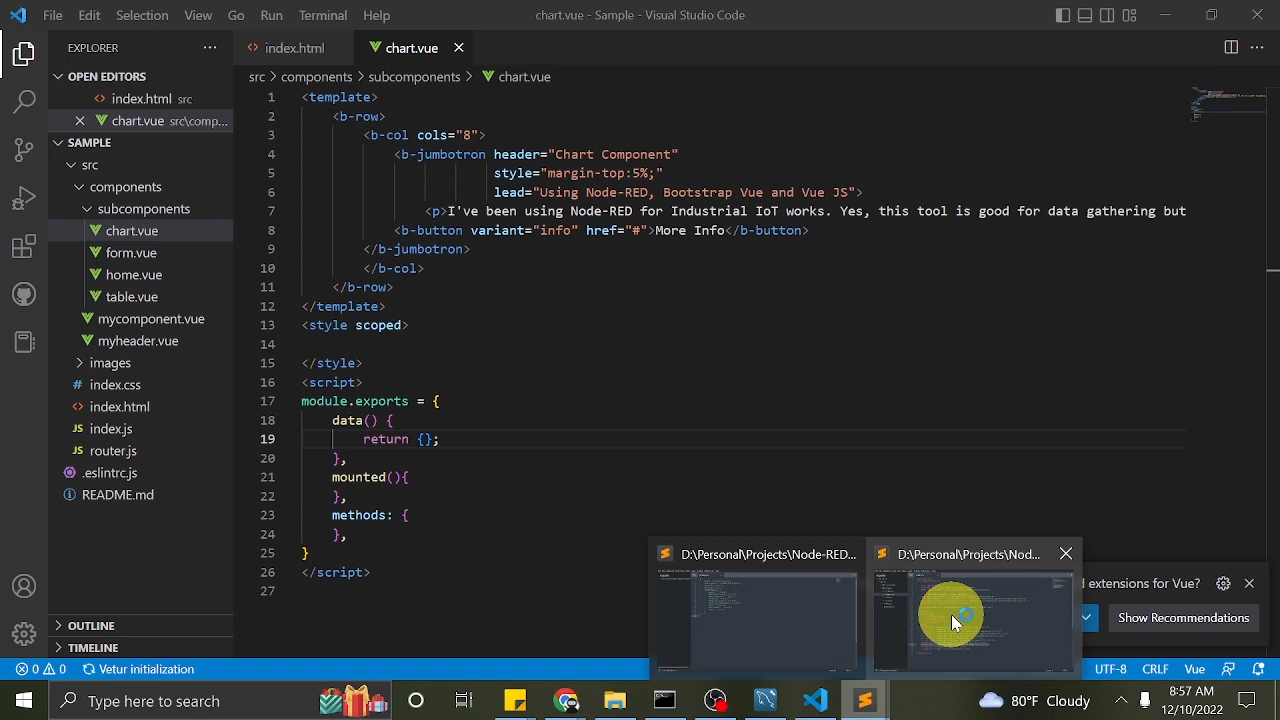 File Edit Selection View Go Run Terminal Help chart.vue - Sample - Visual Studio Code
EXPLORER
OPEN EDITORS
index.html src
chart.vue src\comp...
SAMPLE
src
components
subcomponents
chart.vue
form.vue
home.vue
table.vue
mycomponent.vue
myheader.vue
images
index.css
index.html
JS index.js
JS router.js
.eslintrc.js
README.md
OUTLINE
TIMELINE
index.html chart.vue
src > components > subcomponents > chart.vue
1 <template>
2 <b-row>
3 <b-col cols="8">
4 <b-jumbotron header="Chart Component"
5 style="margin-top:5%;"
6 lead="Using Node-RED, Bootstrap Vue and Vue JS">
7 <p>I've been using Node-RED for Industrial IoT works. Yes, this tool is good for data gathering but
8 <b-button variant="info" href="#">More Info</b-button>
9 </b-jumbotron>
10 </b-col>
11 </b-row>
12 </template>
13 <style scoped>
14
15 </style>
16 <script>
17 module.exports = {
18 data() {
19 return {};
20 },
21 mounted(){
22 },
23 methods: {
24 },
25 }
26 </script>
27
D:\Personal\Projects\Node-RED... D:\Personal\Projects\Nod...
d extensions for Vue?
Show Recommendations
0 0 Vetur initialization UTF-8 CRLF Vue
Type here to search 80°F Cloudy 8:37 AM
12/10/2022